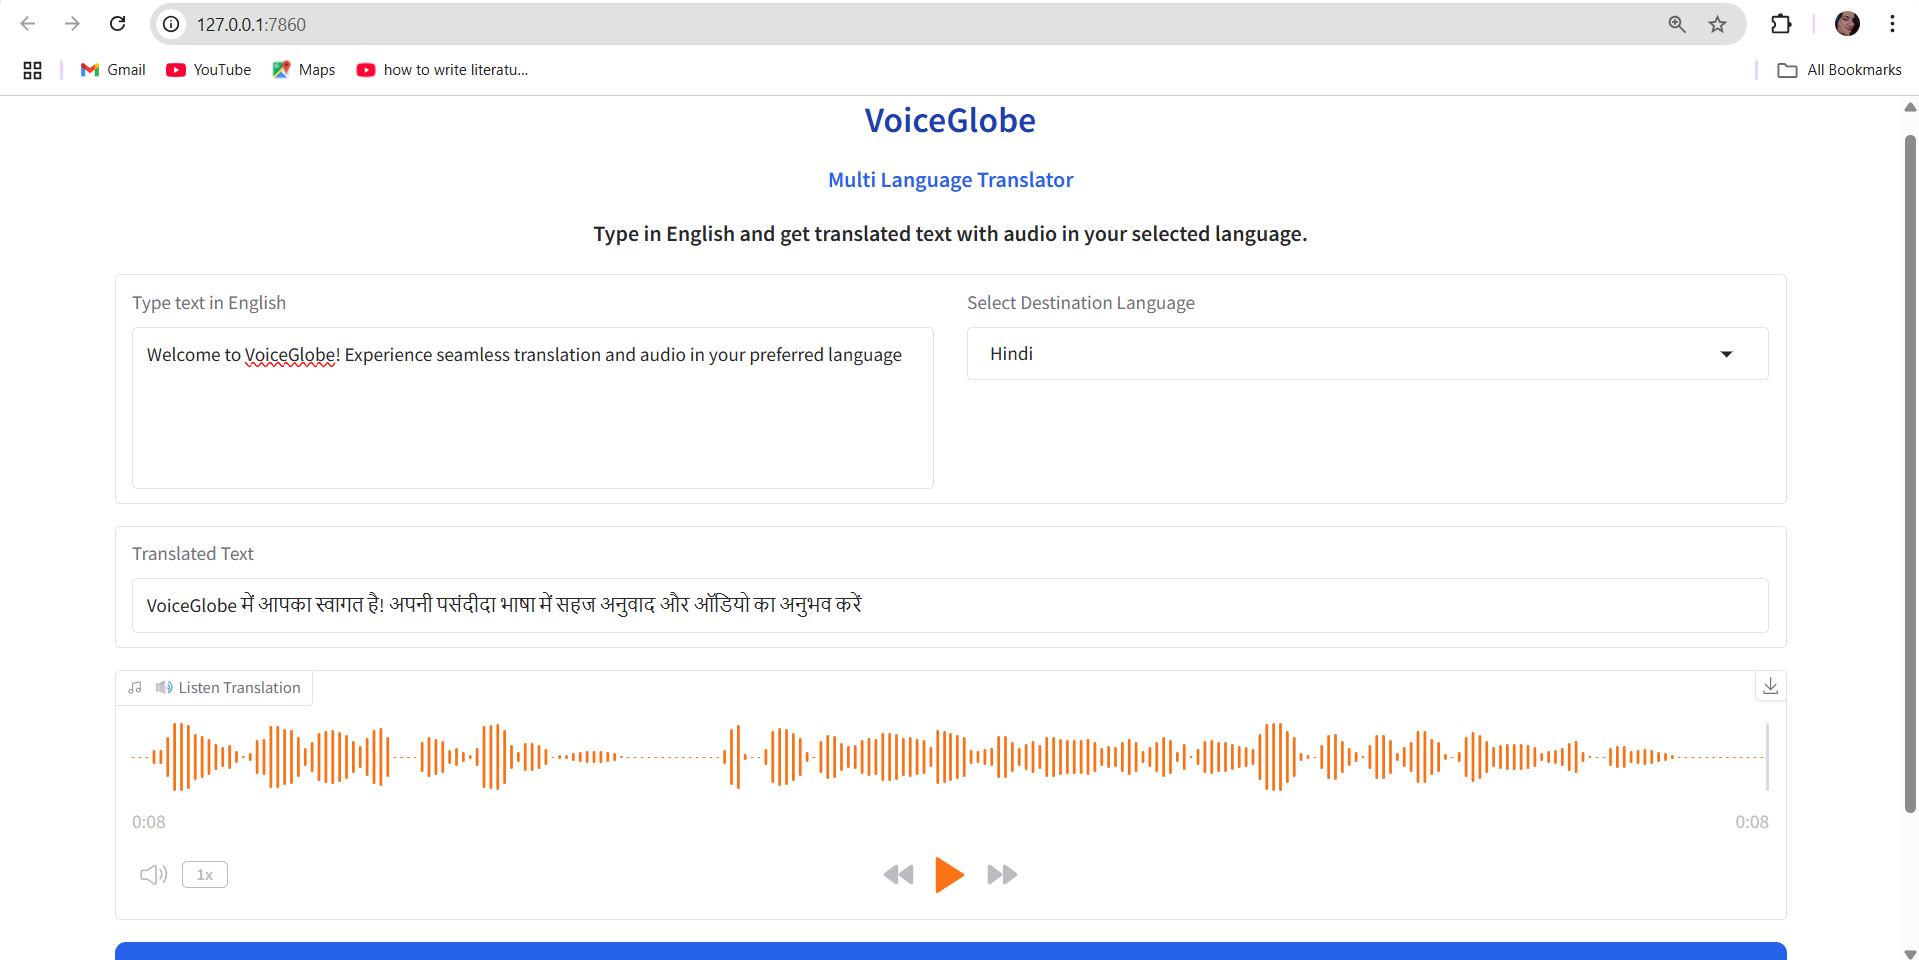 127.0.0.1:7860
Gmail YouTube Maps how to write literatu... All Bookmarks
VoiceGlobe
Multi Language Translator
Type in English and get translated text with audio in your selected language.
Type text in English
Welcome to VoiceGlobe! Experience seamless translation and audio in your preferred language
Select Destination Language
Hindi
Translated Text
VoiceGlobe में आपका स्वागत है! अपनी पसंदीदा भाषा में सहज अनुवाद और ऑडियो का अनुभव करें
Listen Translation
0:08 0:08
1x